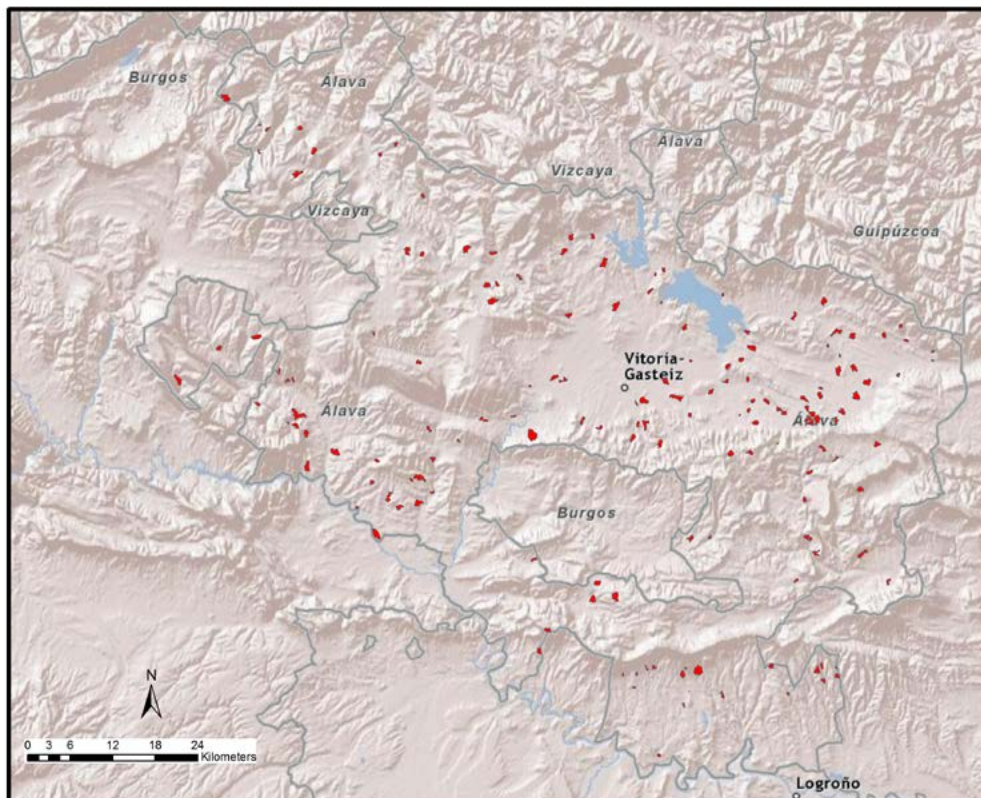 Burgos
Álava
Vizcaya
Álava
Vizcaya
Guipúzcoa
Vitoria-
Gasteiz
Álava
Álava
Burgos
N
0 3 6 12 18 24
Kilometers
Logroño